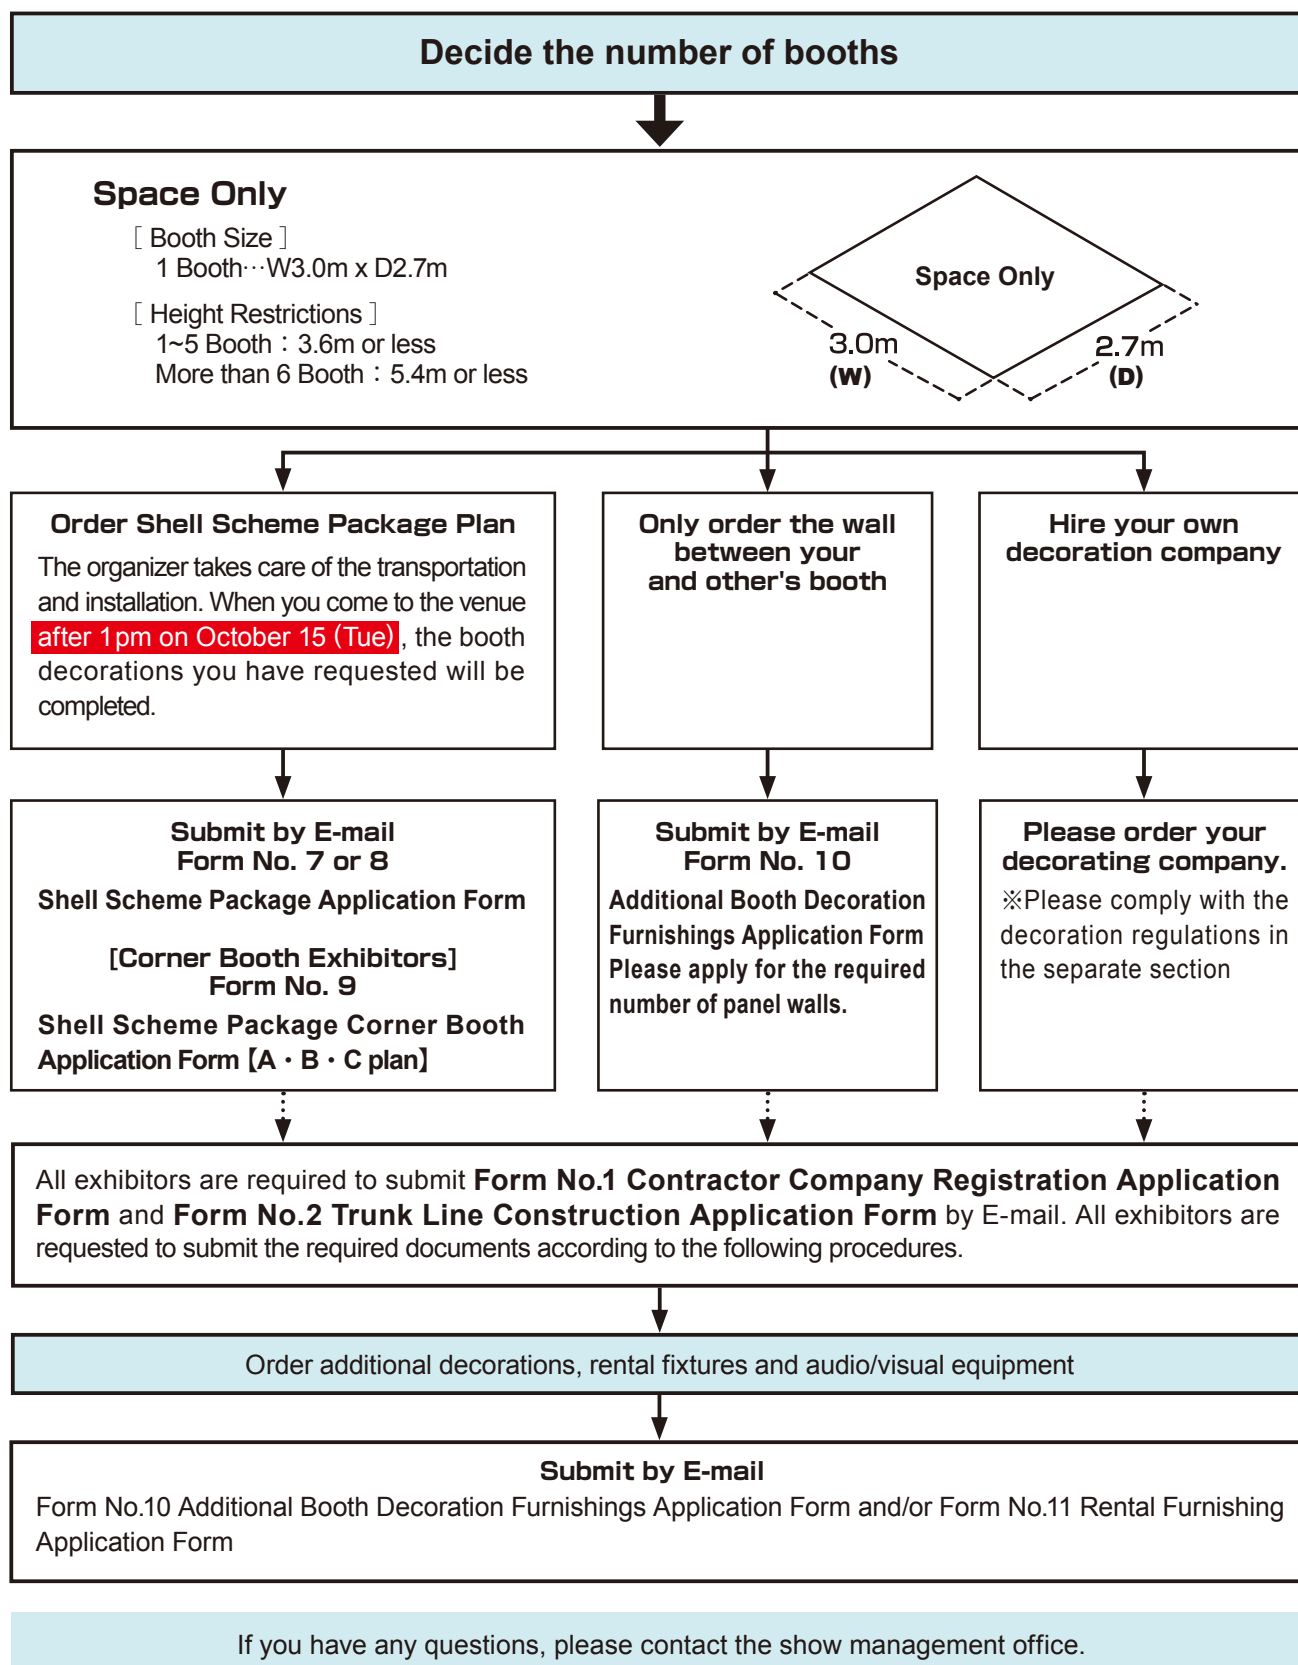 Decide the number of booths
Space Only
［ Booth Size ］
1 Booth…W3.0m x D2.7m
［ Height Restrictions ］
1~5 Booth：3.6m or less
More than 6 Booth：5.4m or less
Space Only
3.0m
(W)
2.7m
(D)
Order Shell Scheme Package Plan
The organizer takes care of the transportation
and installation. When you come to the venue
after 1pm on October 15 (Tue), the booth
decorations you have requested will be
completed.
Only order the wall
between your
and other's booth
Hire your own
decoration company
Submit by E-mail
Form No. 7 or 8
Shell Scheme Package Application Form
[Corner Booth Exhibitors]
Form No. 9
Shell Scheme Package Corner Booth
Application Form【A・B・C plan】
Submit by E-mail
Form No. 10
Additional Booth Decoration
Furnishings Application Form
Please apply for the required
number of panel walls.
Please order your
decorating company.
※Please comply with the
decoration regulations in
the separate section
All exhibitors are required to submit Form No.1 Contractor Company Registration Application
Form and Form No.2 Trunk Line Construction Application Form by E-mail. All exhibitors are
requested to submit the required documents according to the following procedures.
Order additional decorations, rental fixtures and audio/visual equipment
Submit by E-mail
Form No.10 Additional Booth Decoration Furnishings Application Form and/or Form No.11 Rental Furnishing
Application Form
If you have any questions, please contact the show management office.